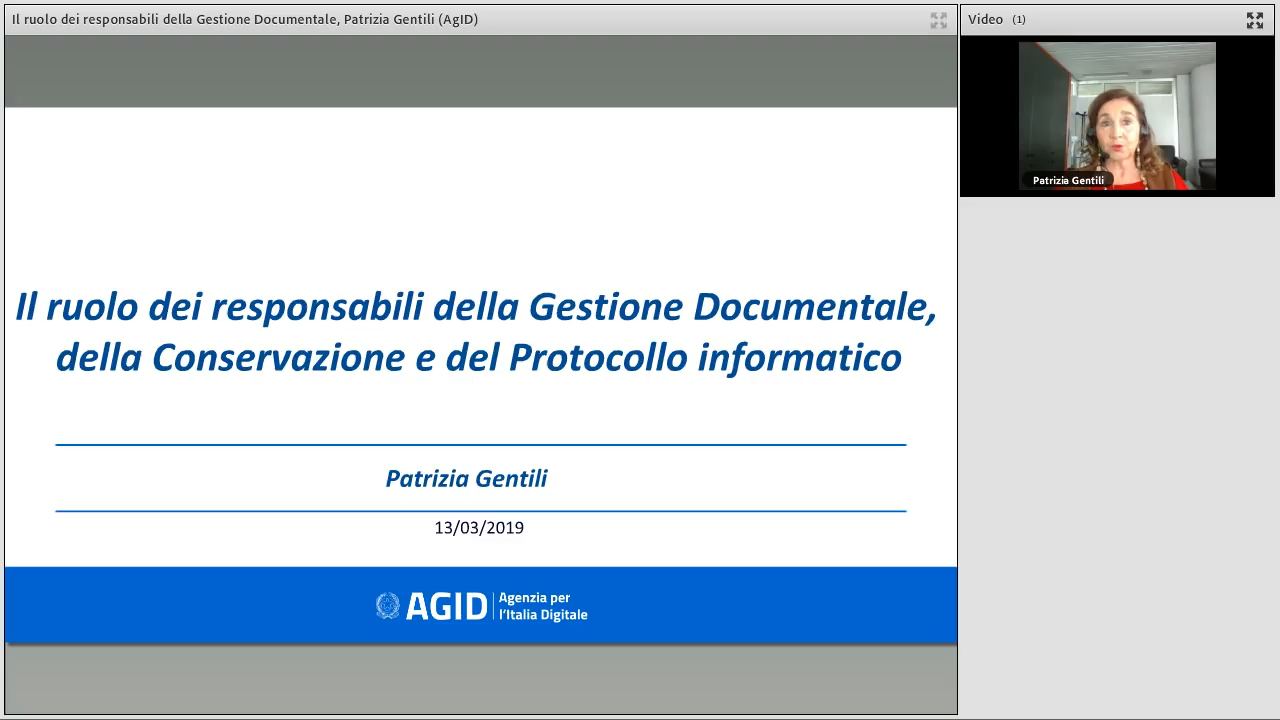 Il ruolo dei responsabili della Gestione Documentale, Patrizia Gentili (AgID)
Video (1)
Patrizia Gentili
Il ruolo dei responsabili della Gestione Documentale,
della Conservazione e del Protocollo informatico
Patrizia Gentili
13/03/2019
AGID
Agenzia per
l'Italia Digitale